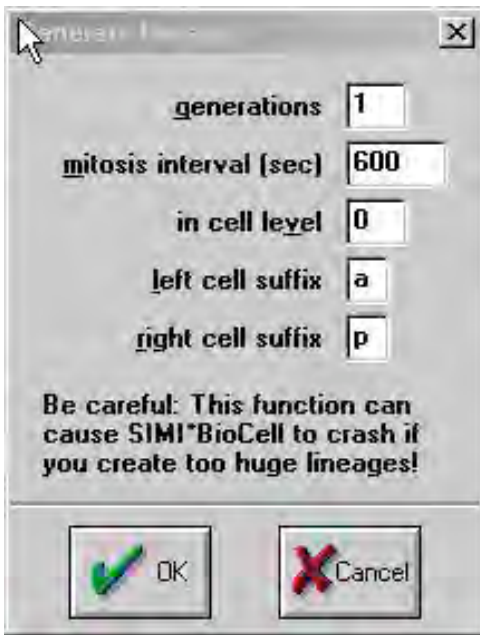 generations 1
mitosis interval (sec) 600
in cell level 0
left cell suffix a
right cell suffix p
Be careful: This function can
cause SIMI*BioCell to crash if
you create too huge lineages!
OK Cancel